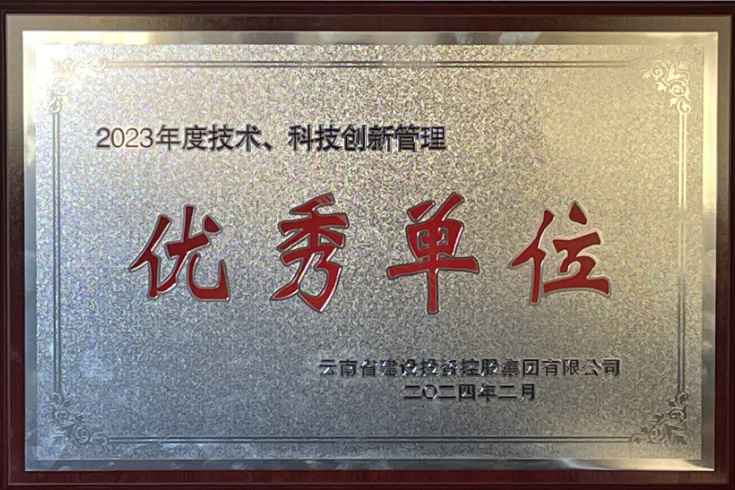 2023年度技术、科技创新管理
优秀单位
云南省建设投资控股集团有限公司
二〇二四年二月